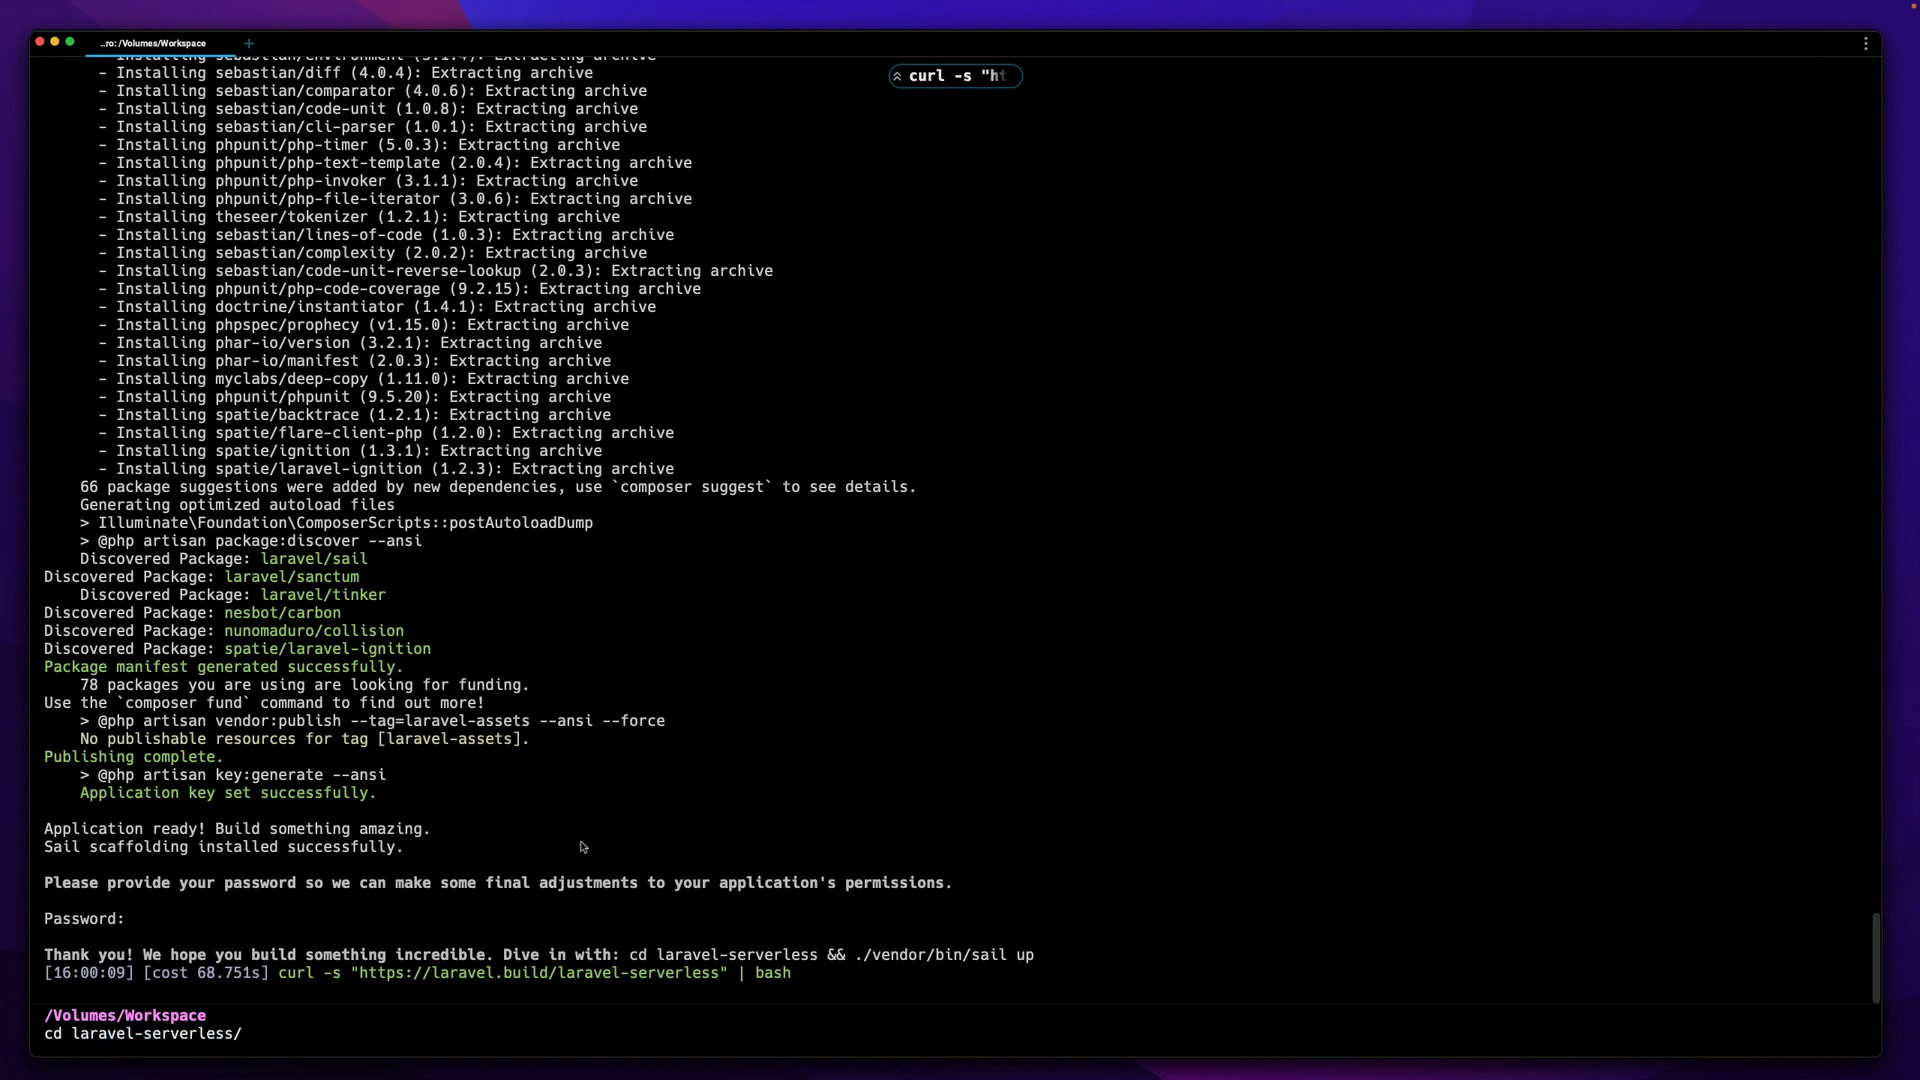 ..ro: /Volumes/Workspace
+
- Installing sebastian/environment (5.1.4): Extracting archive
curl -s "ht
- Installing sebastian/diff (4.0.4): Extracting archive
- Installing sebastian/comparator (4.0.6): Extracting archive
- Installing sebastian/code-unit (1.0.8): Extracting archive
- Installing sebastian/cli-parser (1.0.1): Extracting archive
- Installing phpunit/php-timer (5.0.3): Extracting archive
- Installing phpunit/php-text-template (2.0.4): Extracting archive
- Installing phpunit/php-invoker (3.1.1): Extracting archive
- Installing phpunit/php-file-iterator (3.0.6): Extracting archive
- Installing theseer/tokenizer (1.2.1): Extracting archive
- Installing sebastian/lines-of-code (1.0.3): Extracting archive
- Installing sebastian/complexity (2.0.2): Extracting archive
- Installing sebastian/code-unit-reverse-lookup (2.0.3): Extracting archive
- Installing phpunit/php-code-coverage (9.2.15): Extracting archive
- Installing doctrine/instantiator (1.4.1): Extracting archive
- Installing phpspec/prophecy (v1.15.0): Extracting archive
- Installing phar-io/version (3.2.1): Extracting archive
- Installing phar-io/manifest (2.0.3): Extracting archive
- Installing myclabs/deep-copy (1.11.0): Extracting archive
- Installing phpunit/phpunit (9.5.20): Extracting archive
- Installing spatie/backtrace (1.2.1): Extracting archive
- Installing spatie/flare-client-php (1.2.0): Extracting archive
- Installing spatie/ignition (1.3.1): Extracting archive
- Installing spatie/laravel-ignition (1.2.3): Extracting archive
66 package suggestions were added by new dependencies, use `composer suggest` to see details.
Generating optimized autoload files
> Illuminate\Foundation\ComposerScripts::postAutoloadDump
> @php artisan package:discover --ansi
Discovered Package: laravel/sail
Discovered Package: laravel/sanctum
Discovered Package: laravel/tinker
Discovered Package: nesbot/carbon
Discovered Package: nunomaduro/collision
Discovered Package: spatie/laravel-ignition
Package manifest generated successfully.
78 packages you are using are looking for funding.
Use the `composer fund` command to find out more!
> @php artisan vendor:publish --tag=laravel-assets --ansi --force
No publishable resources for tag [laravel-assets].
Publishing complete.
> @php artisan key:generate --ansi
Application key set successfully.
Application ready! Build something amazing.
Sail scaffolding installed successfully.
Please provide your password so we can make some final adjustments to your application's permissions.
Password:
Thank you! We hope you build something incredible. Dive in with: cd laravel-serverless && ./vendor/bin/sail up
[16:00:09] [cost 68.751s] curl -s "https://laravel.build/laravel-serverless" | bash
/Volumes/Workspace
cd laravel-serverless/